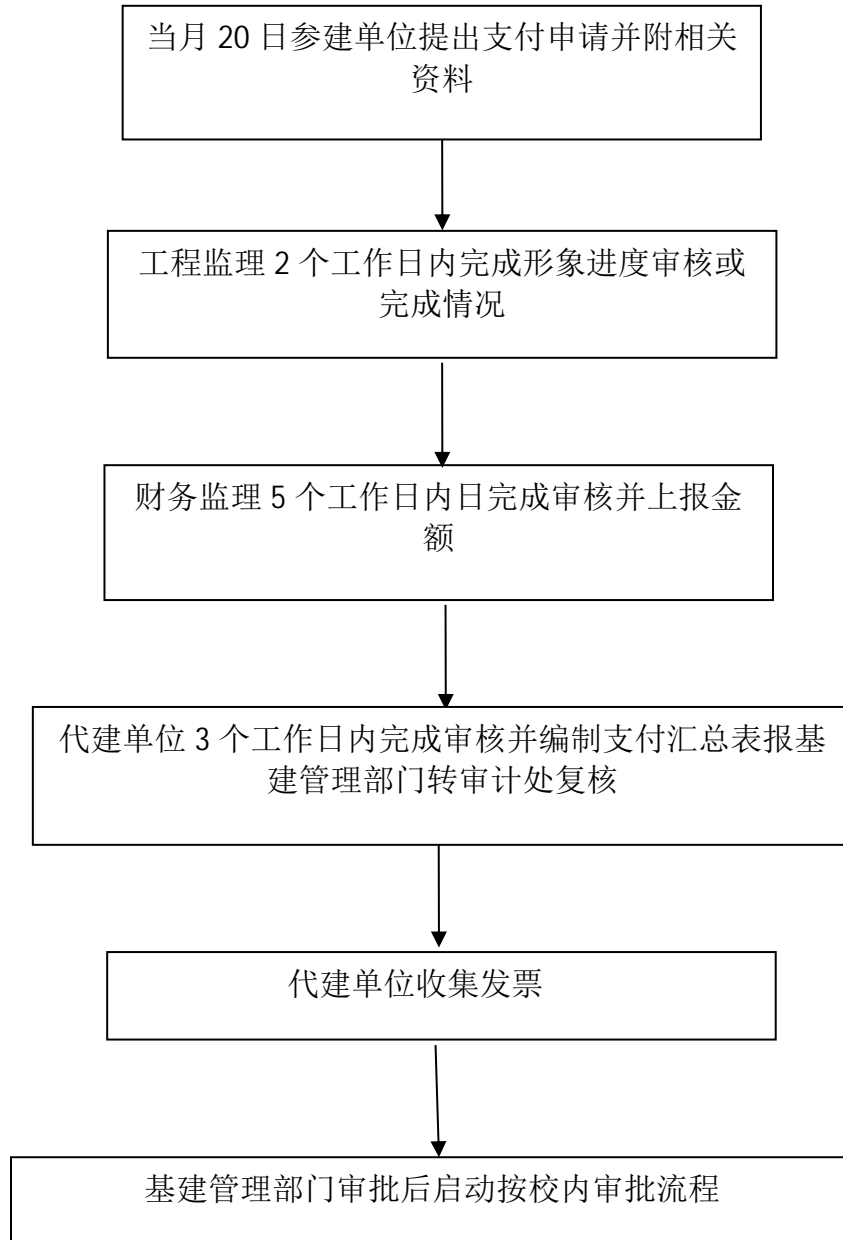 当月 20 日参建单位提出支付申请并附相关
资料
工程监理 2 个工作日内完成形象进度审核或
完成情况
财务监理 5 个工作日内日完成审核并上报金
额
代建单位 3 个工作日内完成审核并编制支付汇总表报基
建管理部门转审计处复核
代建单位收集发票
基建管理部门审批后启动按校内审批流程